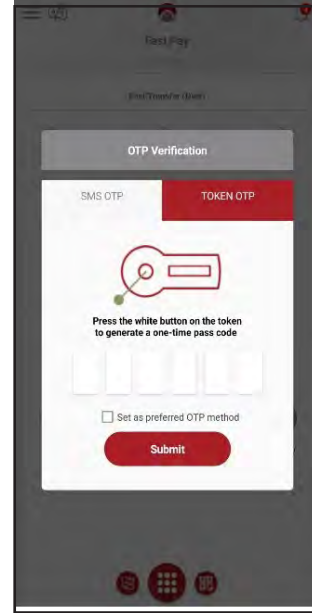 Fast Pay
OTP Verification
SMS OTP
TOKEN OTP
Press the white button on the token
to generate a one-time pass code
Set as preferred OTP method
Submit